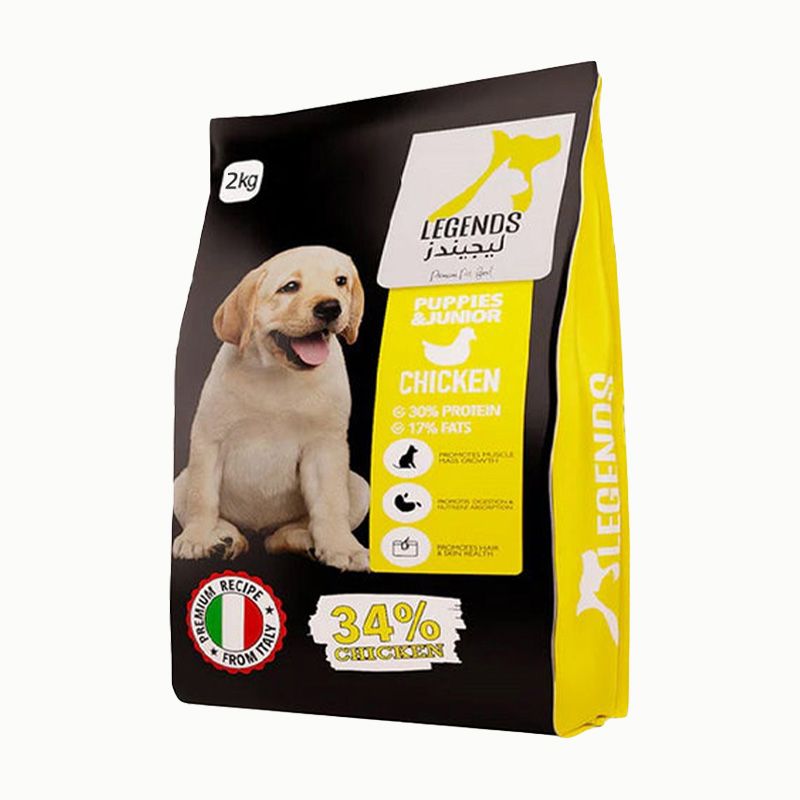 2kg
LEGENDS
ليجيندز
Premium Pet Food
PUPPIES
&JUNIOR
CHICKEN
30% PROTEIN
17% FATS
PROMOTES MUSCLE
MASS GROWTH
PROMOTES DIGESTION &
NUTRIENT ABSORPTION
PROMOTES HAIR
& SKIN HEALTH
PREMIUM RECIPE
FROM ITALY
34%
CHICKEN
LEGENDS